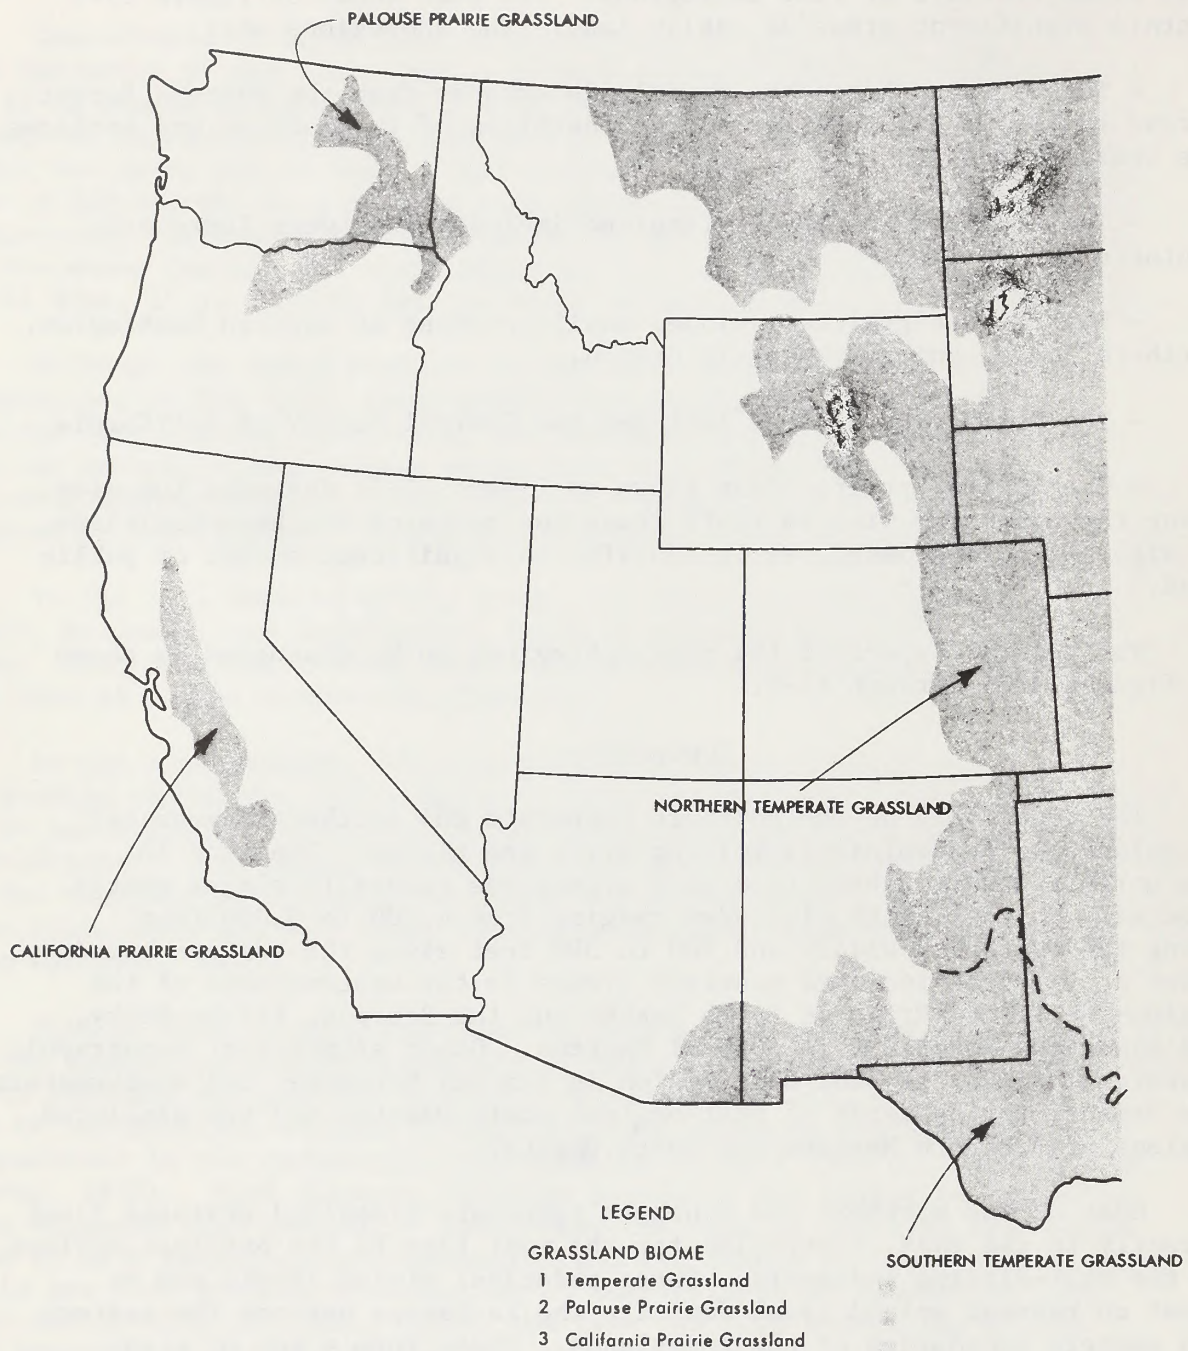 PALOUSE PRAIRIE GRASSLAND
NORTHERN TEMPERATE GRASSLAND
CALIFORNIA PRAIRIE GRASSLAND
SOUTHERN TEMPERATE GRASSLAND
LEGEND
GRASSLAND BIOME
1 Temperate Grassland
2 Palause Prairie Grassland
3 Califarnia Prairie Grassland